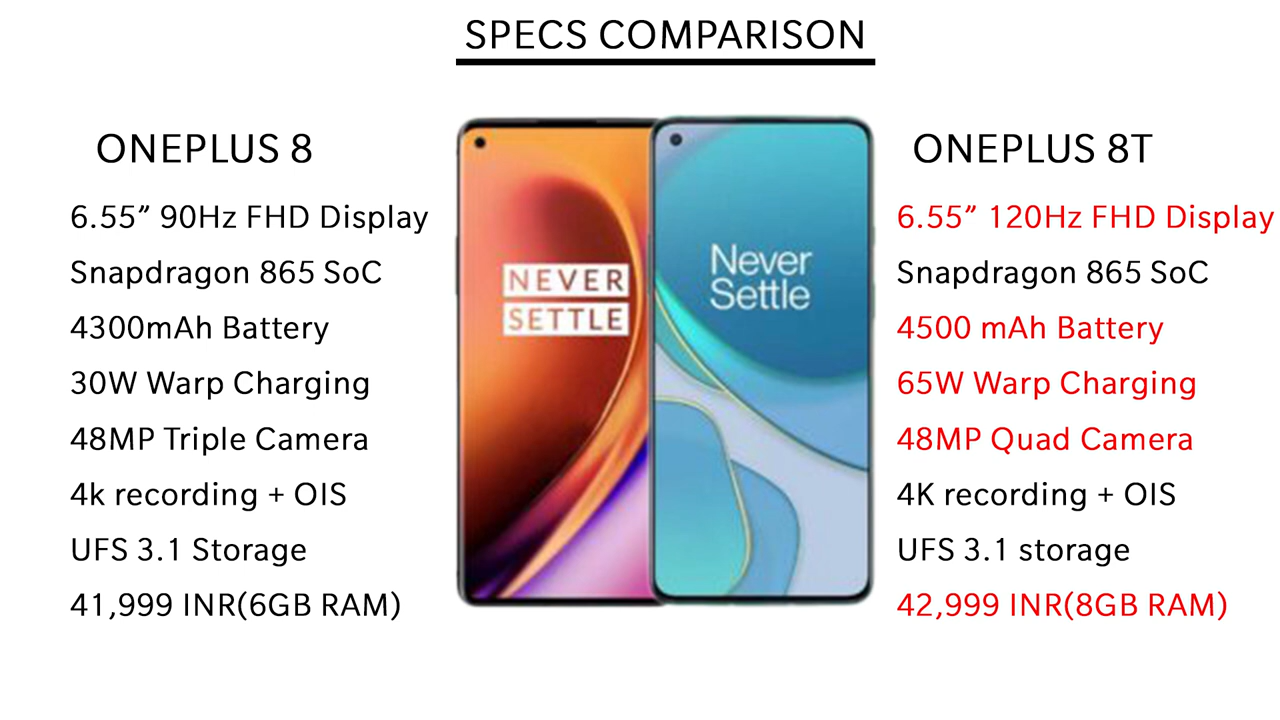 SPECS COMPARISON
ONEPLUS 8
6.55” 90Hz FHD Display
Snapdragon 865 SoC
4300mAh Battery
30W Warp Charging
48MP Triple Camera
4k recording + OIS
UFS 3.1 Storage
41,999 INR(6GB RAM)
NEVER
SETTLE
Never
Settle
ONEPLUS 8T
6.55” 120Hz FHD Display
Snapdragon 865 SoC
4500 mAh Battery
65W Warp Charging
48MP Quad Camera
4K recording + OIS
UFS 3.1 storage
42,999 INR(8GB RAM)